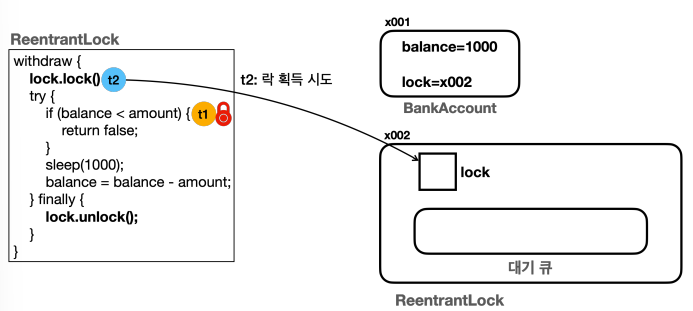 ReentrantLock
withdraw {
lock.lock() t2
try {
if (balance < amount) { t1
return false;
}
sleep(1000);
balance = balance - amount;
} finally {
lock.unlock();
}
}
t2: 락 획득 시도
x001
balance=1000
lock=x002
BankAccount
x002
lock
대기 큐
ReentrantLock